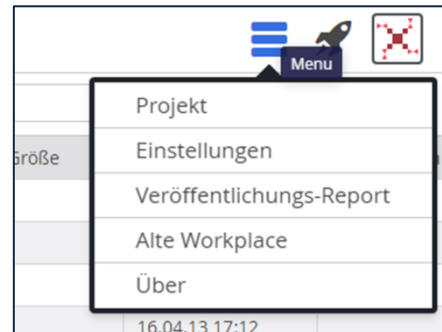 Menu
Projekt
Einstellungen
Größe
Veröffentlichungs-Report
Alte Workplace
Über
16.04.13 17:12